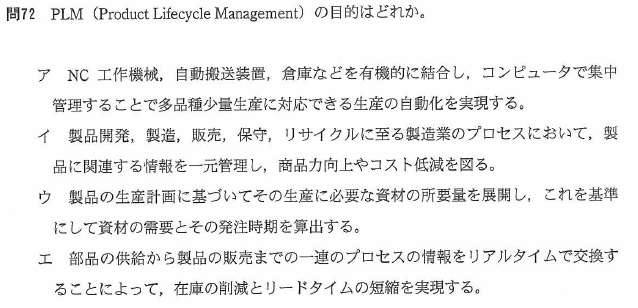 問72 PLM（Product Lifecycle Management）の目的はどれか。
ア NC 工作機械，自動搬送装置，倉庫などを有機的に結合し，コンピュータで集中
管理することで多品種少量生産に対応できる生産の自動化を実現する。
イ 製品開発，製造，販売，保守，リサイクルに至る製造業のプロセスにおいて，製
品に関連する情報を一元管理し，商品力向上やコスト低減を図る。
ウ 製品の生産計画に基づいてその生産に必要な資材の所要量を展開し，これを基準
にして資材の需要とその発注時期を算出する。
エ 部品の供給から製品の販売までの一連のプロセスの情報をリアルタイムで交換す
ることによって，在庫の削減とリードタイムの短縮を実現する。